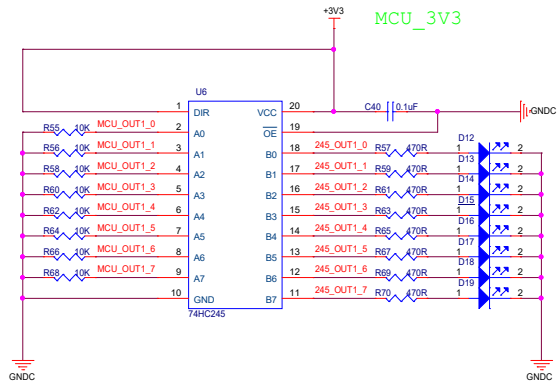 +3V3
MCU_3V3
U6
1 DIR VCC 20 C40 0.1uF GNDC
R55 10K MCU_OUT1_0 2 A0 OE 19
R56 10K MCU_OUT1_1 3 A1 B0 18 245_OUT1_0 R57 470R 1 D12 2
R58 10K MCU_OUT1_2 4 A2 B1 17 245_OUT1_1 R59 470R 1 D13 2
R60 10K MCU_OUT1_3 5 A3 B2 16 245_OUT1_2 R61 470R 1 D14 2
R62 10K MCU_OUT1_4 6 A4 B3 15 245_OUT1_3 R63 470R 1 D15 2
R64 10K MCU_OUT1_5 7 A5 B4 14 245_OUT1_4 R65 470R 1 D16 2
R66 10K MCU_OUT1_6 8 A6 B5 13 245_OUT1_5 R67 470R 1 D17 2
R68 10K MCU_OUT1_7 9 A7 B6 12 245_OUT1_6 R69 470R 1 D18 2
10 GND B7 11 245_OUT1_7 R70 470R 1 D19 2
74HC245
GNDC GNDC